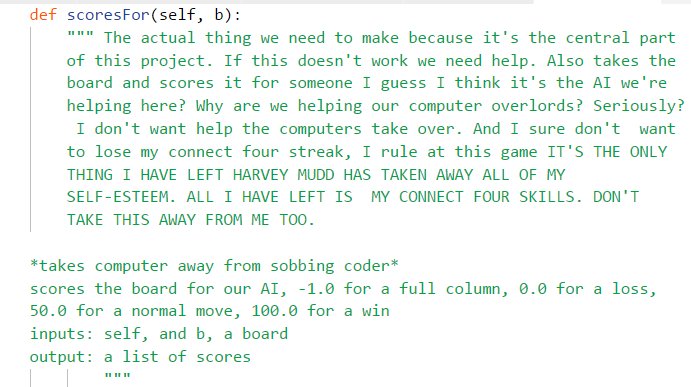 def scoresFor(self, b):
""" The actual thing we need to make because it's the central part
of this project. If this doesn't work we need help. Also takes the
board and scores it for someone I guess I think it's the AI we're
helping here? Why are we helping our computer overlords? Seriously?
I don't want help the computers take over. And I sure don't  want
to lose my connect four streak, I rule at this game IT'S THE ONLY
THING I HAVE LEFT HARVEY MUDD HAS TAKEN AWAY ALL OF MY
SELF-ESTEEM. ALL I HAVE LEFT IS  MY CONNECT FOUR SKILLS. DON'T
TAKE THIS AWAY FROM ME TOO.
*takes computer away from sobbing coder*
scores the board for our AI, -1.0 for a full column, 0.0 for a loss,
50.0 for a normal move, 100.0 for a win
inputs: self, and b, a board
output: a list of scores
"""